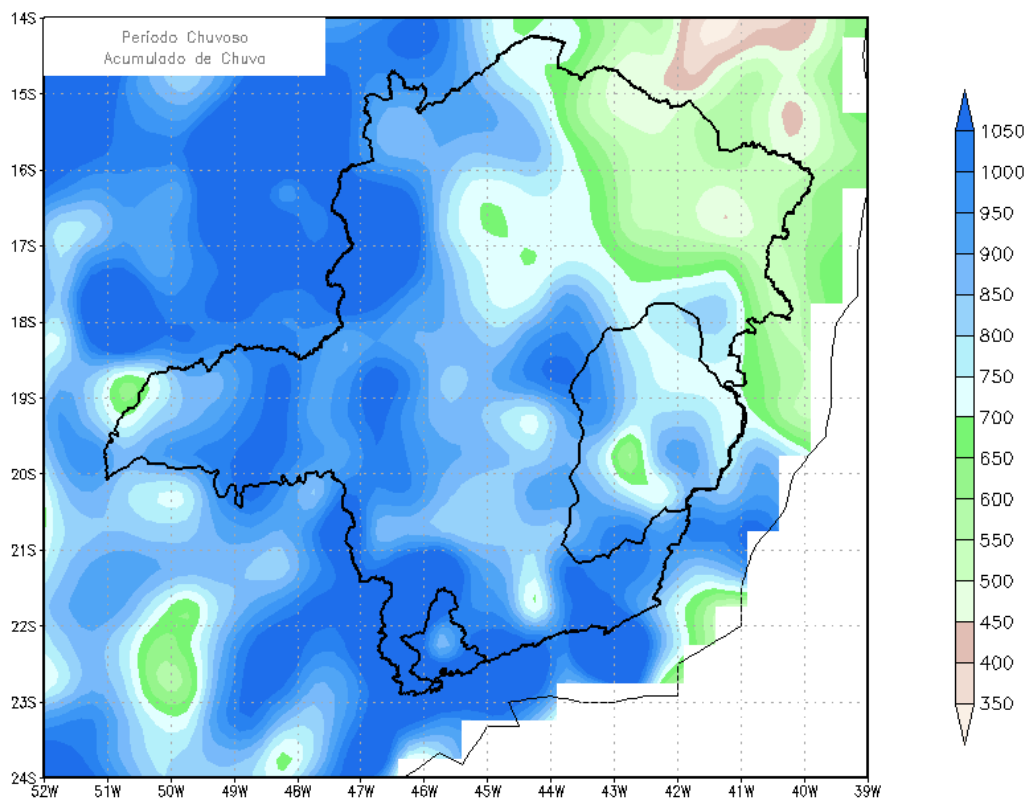 Período Chuvoso
Acumulado de Chuva
14S
15S
16S
17S
18S
19S
20S
21S
22S
23S
24S
52W 51W 50W 49W 48W 47W 46W 45W 44W 43W 42W 41W 40W 39W
1050
1000
950
900
850
800
750
700
650
600
550
500
450
400
350